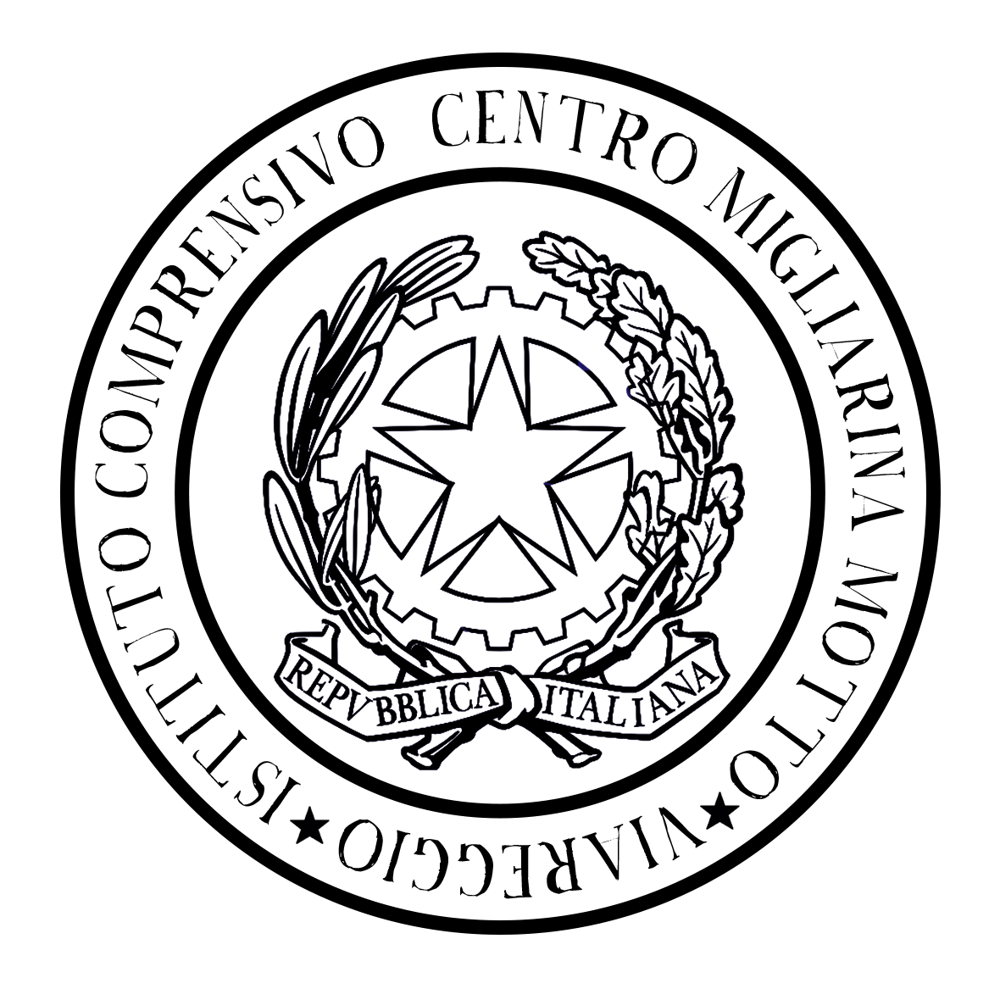 ISTITUTO COMPRENSIVO CENTRO MIGLIARINA MOTTO ★ VIAREGGIO ★
REPVBBLICA ITALIANA